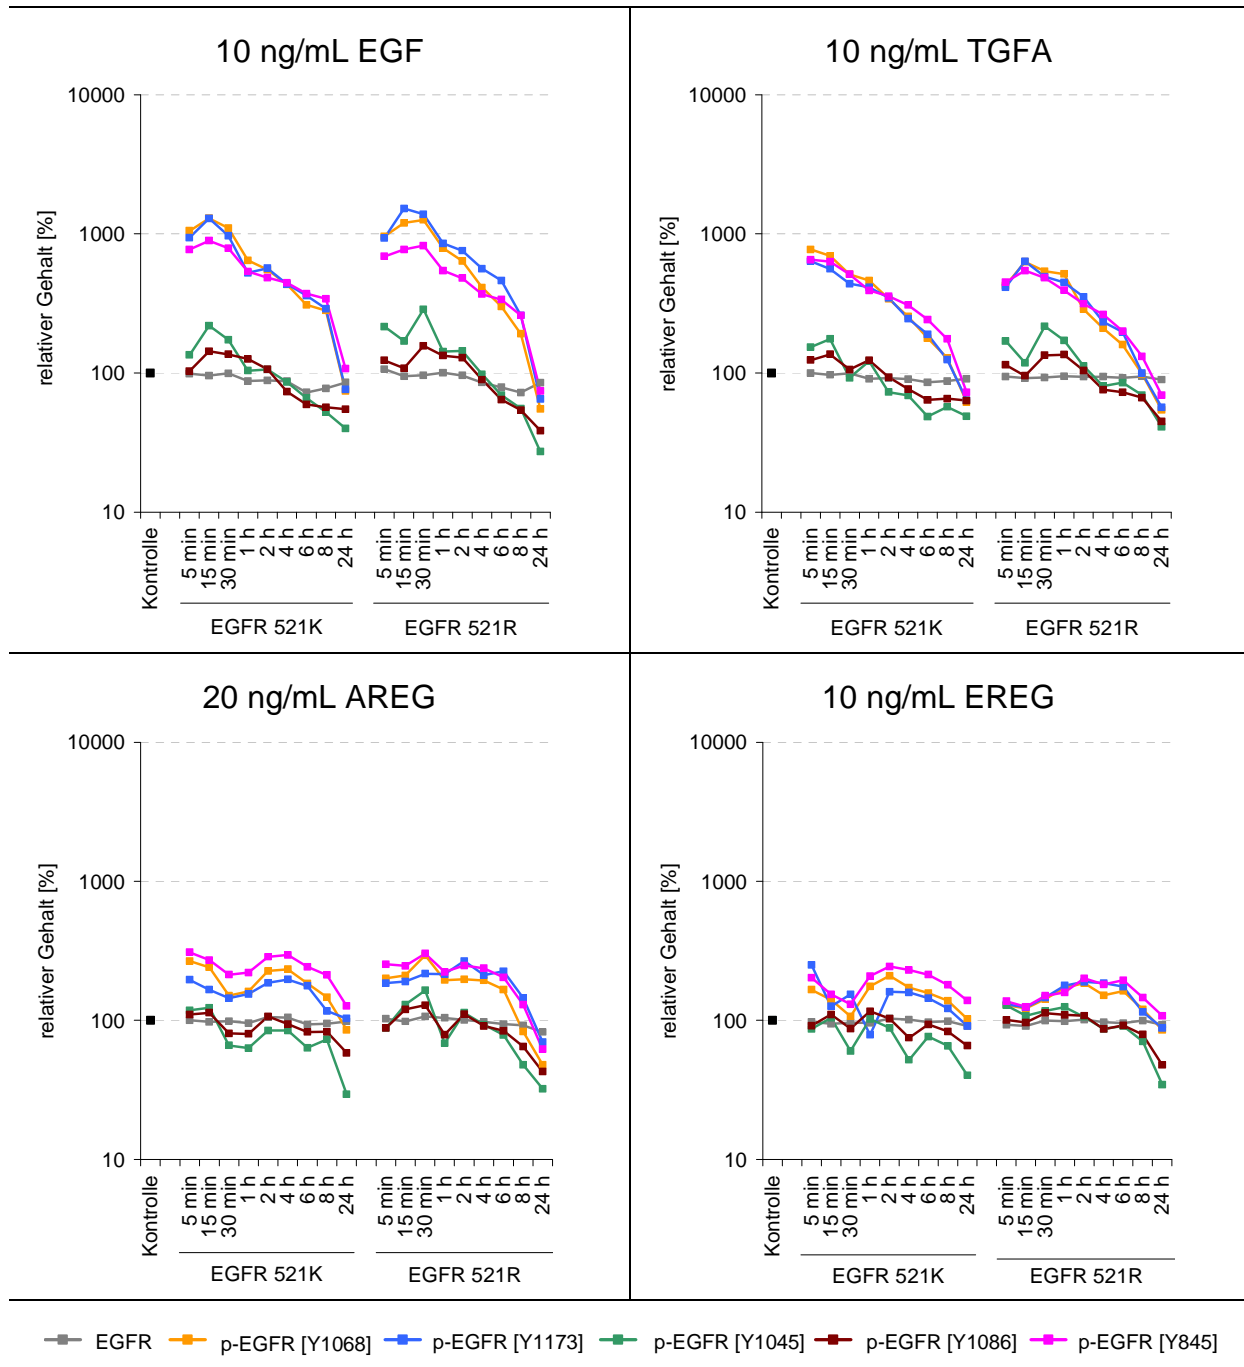 10 ng/mL EGF
relativer Gehalt [%]
10000
1000
100
10
Kontrolle
5 min
15 min
30 min
1 h
2 h
4 h
6 h
8 h
24 h
5 min
15 min
30 min
1 h
2 h
4 h
6 h
8 h
24 h
EGFR 521K
EGFR 521R
10 ng/mL TGFA
relativer Gehalt [%]
10000
1000
100
10
Kontrolle
5 min
15 min
30 min
1 h
2 h
4 h
6 h
8 h
24 h
5 min
15 min
30 min
1 h
2 h
4 h
6 h
8 h
24 h
EGFR 521K
EGFR 521R
20 ng/mL AREG
relativer Gehalt [%]
10000
1000
100
10
Kontrolle
5 min
15 min
30 min
1 h
2 h
4 h
6 h
8 h
24 h
5 min
15 min
30 min
1 h
2 h
4 h
6 h
8 h
24 h
EGFR 521K
EGFR 521R
10 ng/mL EREG
relativer Gehalt [%]
10000
1000
100
10
Kontrolle
5 min
15 min
30 min
1 h
2 h
4 h
6 h
8 h
24 h
5 min
15 min
30 min
1 h
2 h
4 h
6 h
8 h
24 h
EGFR 521K
EGFR 521R
EGFR p-EGFR [Y1068] p-EGFR [Y1173] p-EGFR [Y1045] p-EGFR [Y1086] p-EGFR [Y845]